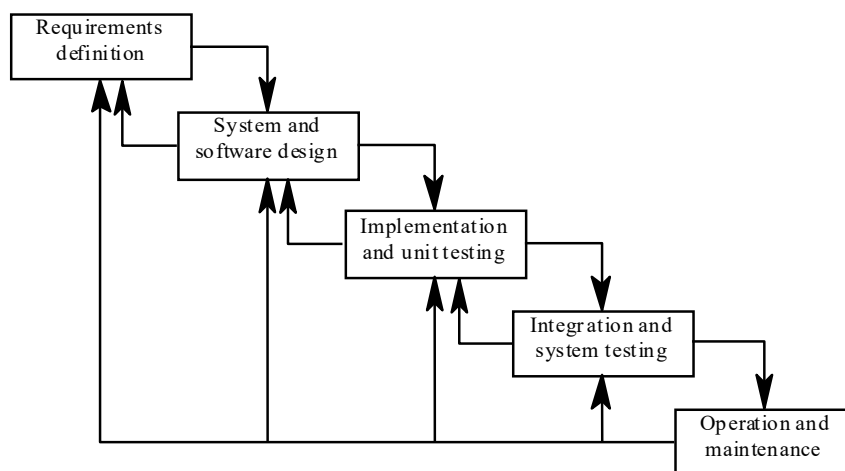 Requirements
definition
System and
software design
Implementation
and unit testing
Integration and
system testing
Operation and
maintenance